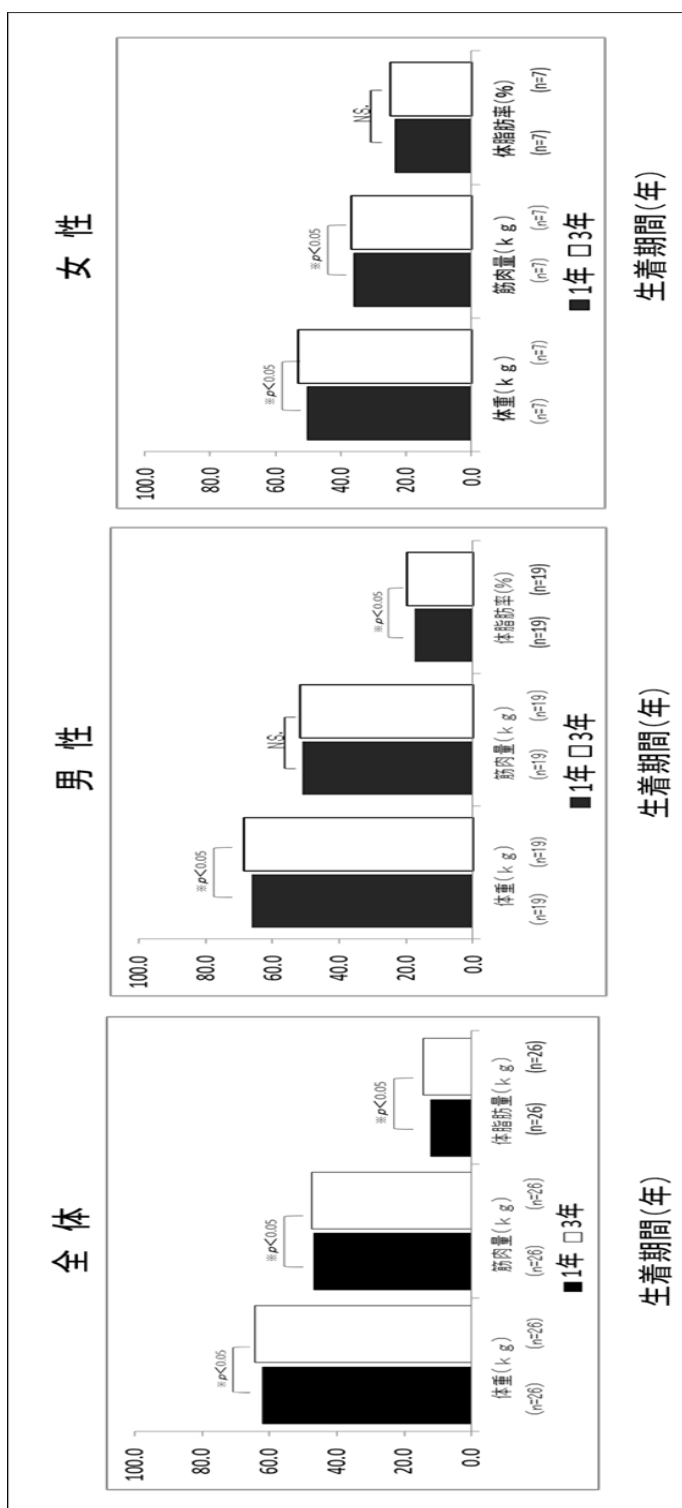 全体
100.0
80.0
60.0
40.0
20.0
0.0
※p<0.05
※p<0.05
※p<0.05
体重(kg) 筋肉量(kg) 体脂肪量(kg)
(n=26) (n=26) (n=26) (n=26) (n=26) (n=26)
■1年 □3年
生着期間(年)
男性
100.0
80.0
60.0
40.0
20.0
0.0
※p<0.05
N.S.
※p<0.05
体重(kg) 筋肉量(kg) 体脂肪率(%)
(n=19) (n=19) (n=19) (n=19) (n=19) (n=19)
■1年 □3年
生着期間(年)
女性
100.0
80.0
60.0
40.0
20.0
0.0
※p<0.05
※p<0.05
N.S.
体重(kg) 筋肉量(kg) 体脂肪率(%)
(n=7) (n=7) (n=7) (n=7) (n=7) (n=7)
■1年 □3年
生着期間(年)